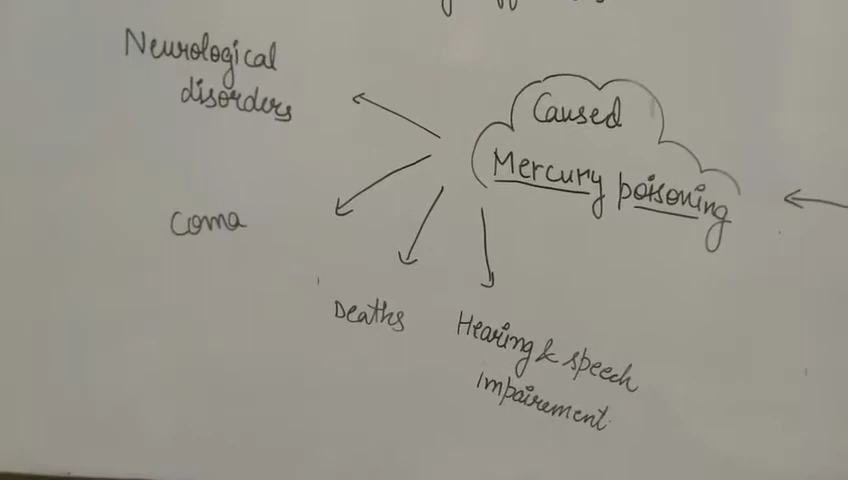 Neurological
disorders
Caused
Mercury poisoning
Coma
Deaths
Hearing & speech
impairement